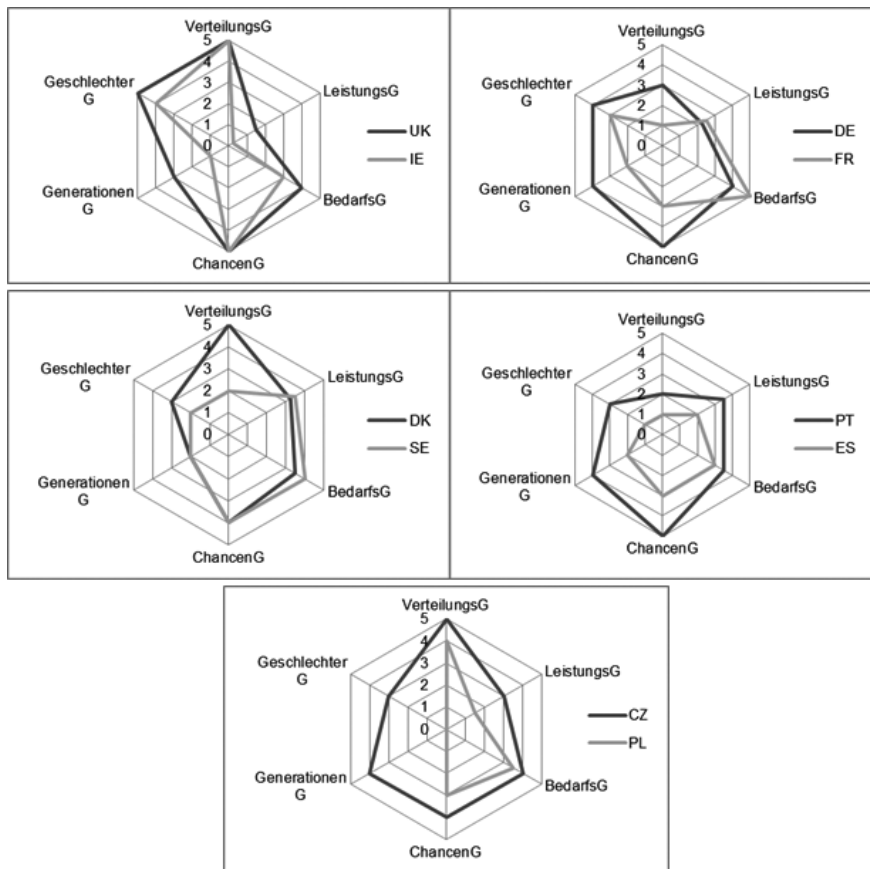 VerteilungsG
5
4
3
2
1
0
LeistungsG
BedarfsG
ChancenG
Generationen
G
Geschlechter
G
UK
IE
VerteilungsG
5
4
3
2
1
0
LeistungsG
BedarfsG
ChancenG
Generationen
G
Geschlechter
G
DE
FR
VerteilungsG
5
4
3
2
1
0
LeistungsG
BedarfsG
ChancenG
Generationen
G
Geschlechter
G
DK
SE
VerteilungsG
5
4
3
2
1
0
LeistungsG
BedarfsG
ChancenG
Generationen
G
Geschlechter
G
PT
ES
VerteilungsG
5
4
3
2
1
0
LeistungsG
BedarfsG
ChancenG
Generationen
G
Geschlechter
G
CZ
PL